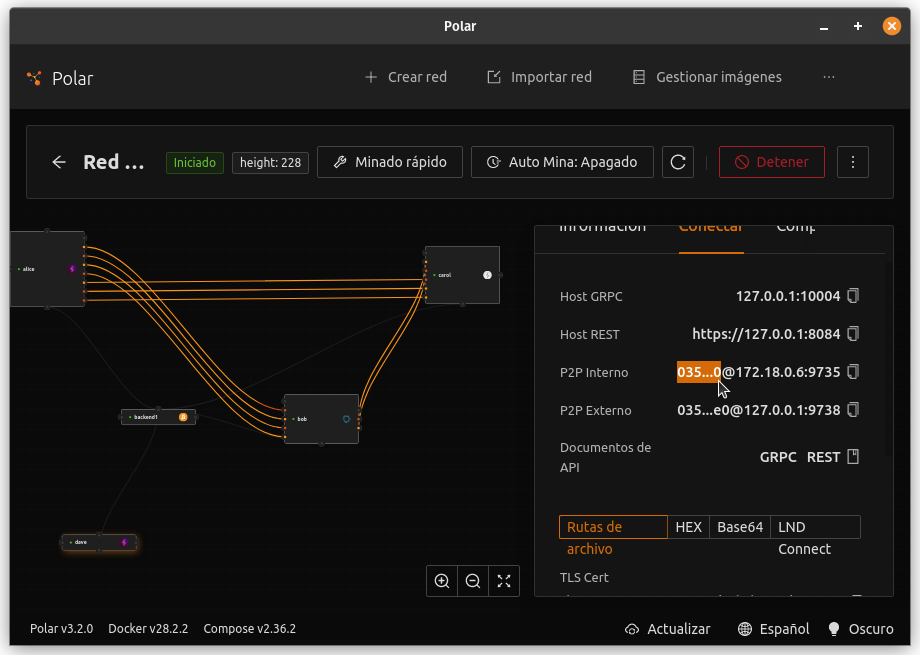 Polar
Polar
Crear red
Importar red
Gestionar imágenes
Red ...
Iniciado
height: 228
Minado rápido
Auto Mina: Apagado
Detener
alice
carol
backend1
bob
dave
Información
Conectar
Host GRPC
127.0.0.1:10004
Host REST
https://127.0.0.1:8084
P2P Interno
035...0@172.18.0.6:9735
P2P Externo
035...e0@127.0.0.1:9738
Documentos de
API
GRPC REST
Rutas de
archivo
HEX
Base64
LND
Connect
TLS Cert
Polar v3.2.0
Docker v28.2.2
Compose v2.36.2
Actualizar
Español
Oscuro